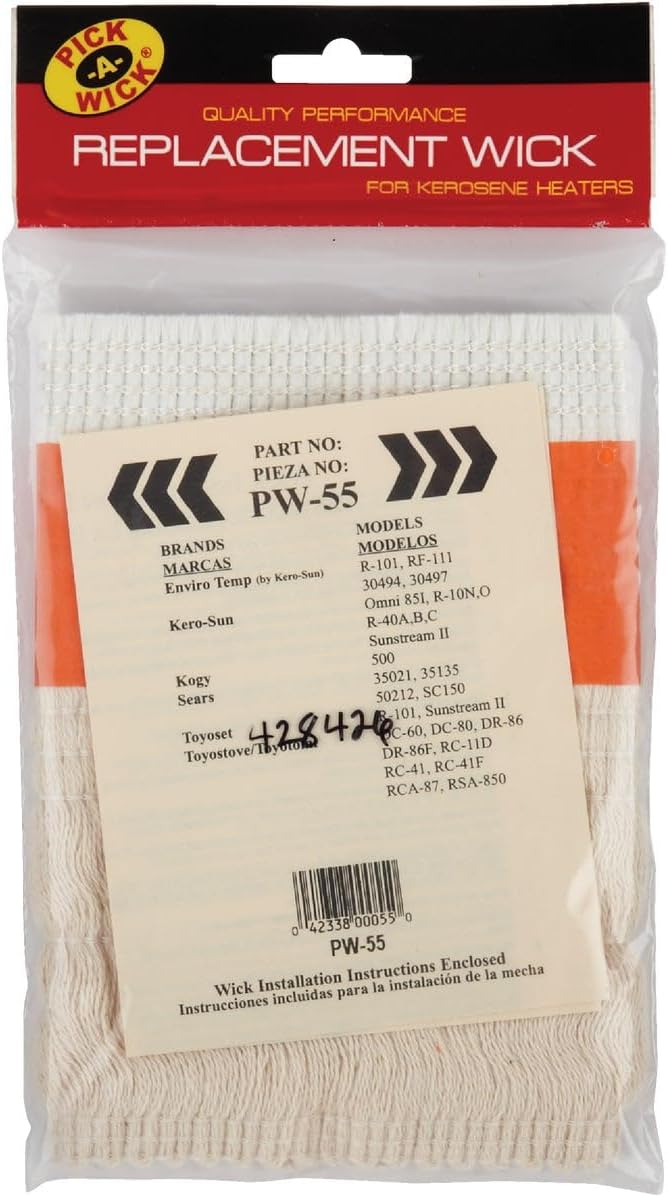 PICK
-A-
WICK®
QUALITY PERFORMANCE
REPLACEMENT WICK
FOR KEROSENE HEATERS
PART NO:
PIEZA NO:
PW-55
BRANDS
MARCAS
MODELS
MODELOS
Enviro Temp (by Kero-Sun)
R-101, RF-111
30494, 30497
Kero-Sun
Omni 85I, R-10N,O
R-40A,B,C
Sunstream II
500
Kogy
35021, 35135
Sears
50212, SC150
Toyoset
R-101, Sunstream II
Toyostove/Toyotomi
428426
DC-60, DC-80, DR-86
DR-86F, RC-11D
RC-41, RC-41F
RCA-87, RSA-850
0 42338 00055 0
PW-55
Wick Installation Instructions Enclosed
Instrucciones incluidas para la instalación de la mecha